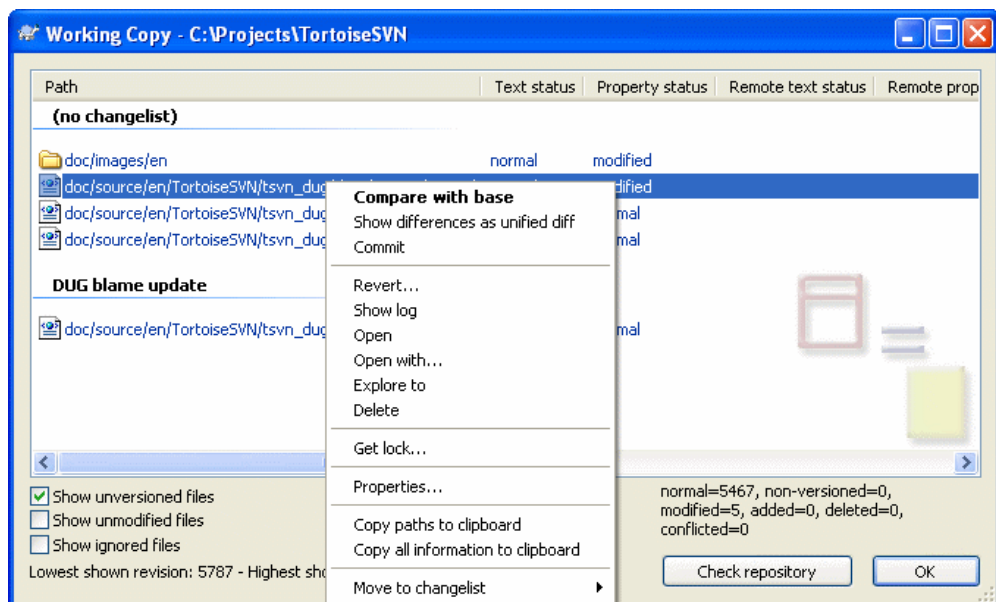 Working Copy - C:\Projects\TortoiseSVN
Path Text status Property status Remote text status Remote prop
(no changelist)
doc/images/en normal modified
doc/source/en/TortoiseSVN/tsvn_dug
doc/source/en/TortoiseSVN/tsvn_dug
doc/source/en/TortoiseSVN/tsvn_dug
DUG blame update
doc/source/en/TortoiseSVN/tsvn_dug
Compare with base
Show differences as unified diff
Commit
Revert...
Show log
Open
Open with...
Explore to
Delete
Get lock...
Properties...
Copy paths to clipboard
Copy all information to clipboard
Move to changelist
Show unversioned files
Show unmodified files
Show ignored files
Lowest shown revision: 5787 - Highest sho
normal=5467, non-versioned=0,
modified=5, added=0, deleted=0,
conflicted=0
Check repository OK